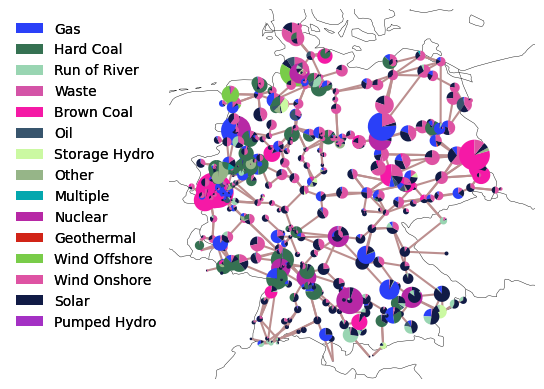 Gas
Hard Coal
Run of River
Waste
Brown Coal
Oil
Storage Hydro
Other
Multiple
Nuclear
Geothermal
Wind Offshore
Wind Onshore
Solar
Pumped Hydro